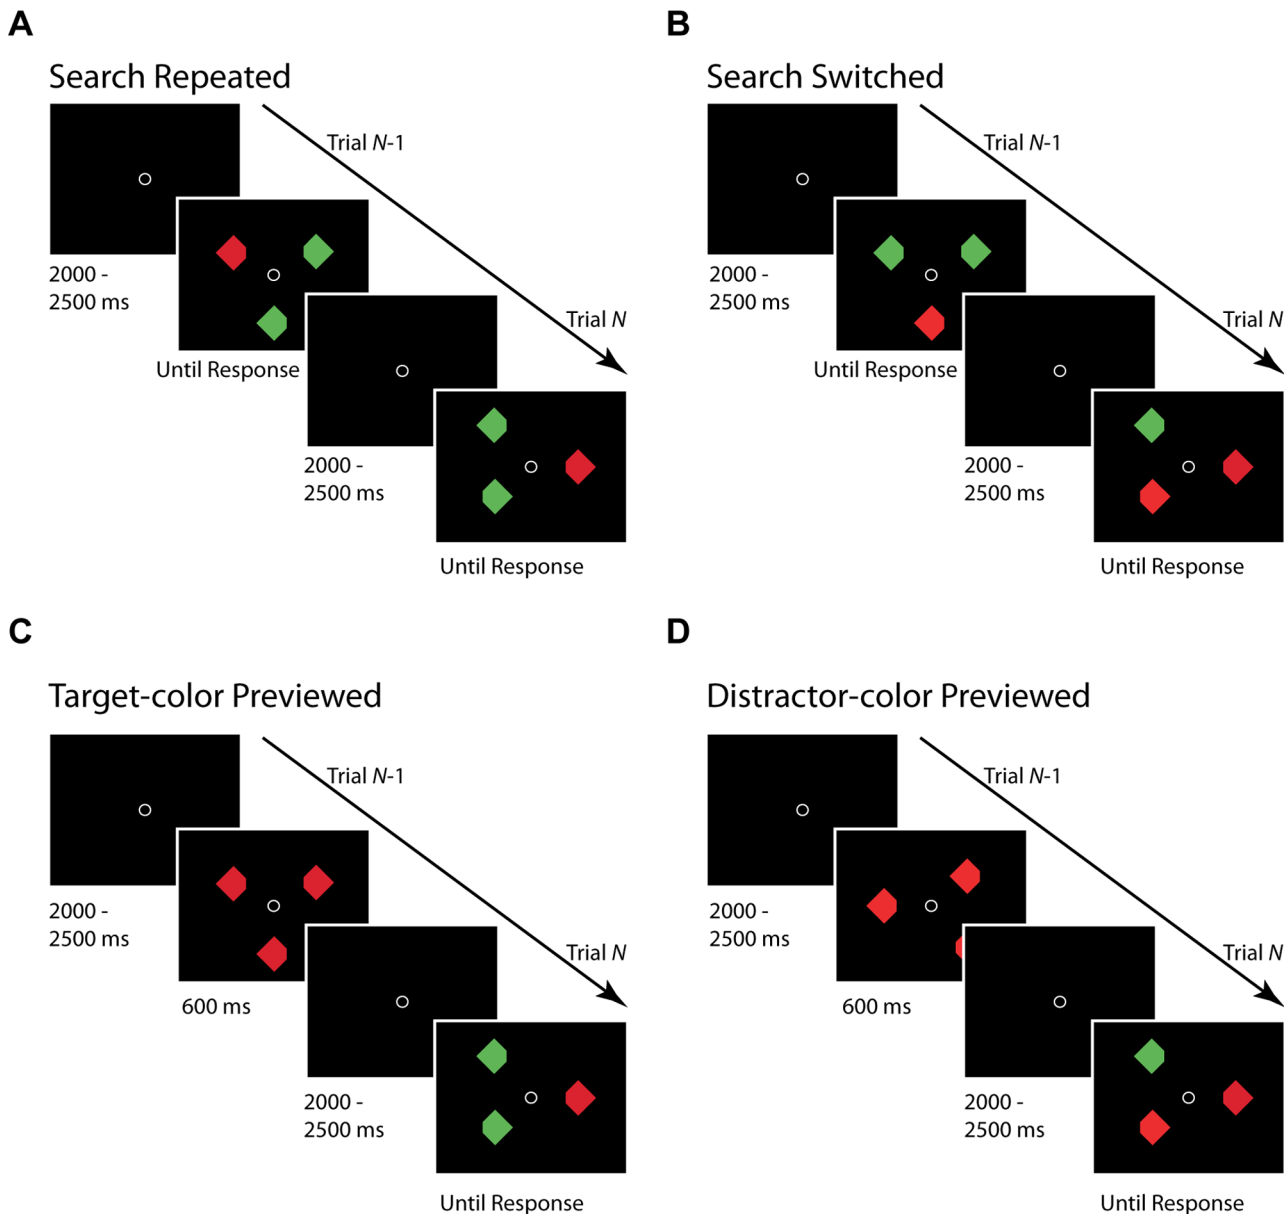 A
Search Repeated
Trial N-1
2000 -
2500 ms
Until Response
Trial N
2000 -
2500 ms
Until Response
B
Search Switched
Trial N-1
2000 -
2500 ms
Until Response
Trial N
2000 -
2500 ms
Until Response
C
Target-color Previewed
Trial N-1
2000 -
2500 ms
600 ms
Trial N
2000 -
2500 ms
Until Response
D
Distractor-color Previewed
Trial N-1
2000 -
2500 ms
600 ms
Trial N
2000 -
2500 ms
Until Response